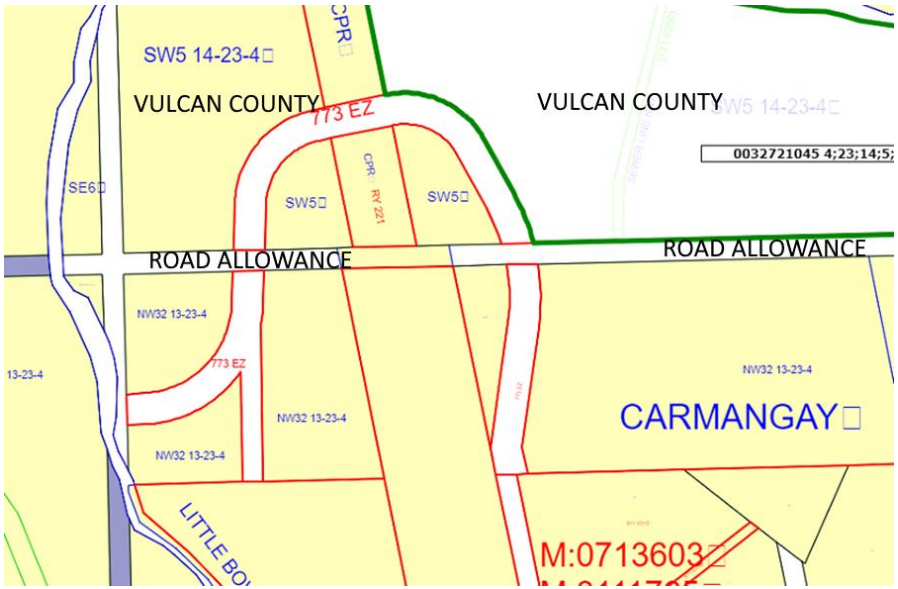 CPR
SW5 14-23-4
VULCAN COUNTY
VULCAN COUNTY
SW5 14-23-4
773 EZ
0032721045 4;23;14;5;
CPR
RY 221
SE6
SW5
SW5
ROAD ALLOWANCE
ROAD ALLOWANCE
NW32 13-23-4
773 EZ
13-23-4
NW32 13-23-4
NW32 13-23-4
CARMANGAY
NW32 13-23-4
LITTLE BO
M:0713603